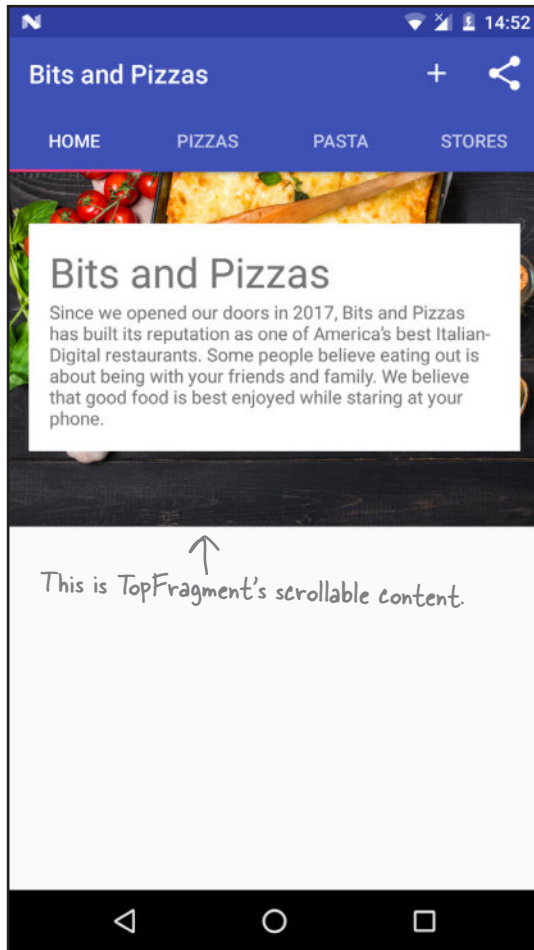 14:52
Bits and Pizzas
HOME PIZZAS PASTA STORES
Bits and Pizzas
Since we opened our doors in 2017, Bits and Pizzas
has built its reputation as one of America's best Italian-
Digital restaurants. Some people believe eating out is
about being with your friends and family. We believe
that good food is best enjoyed while staring at your
phone.
This is TopFragment's scrollable content.